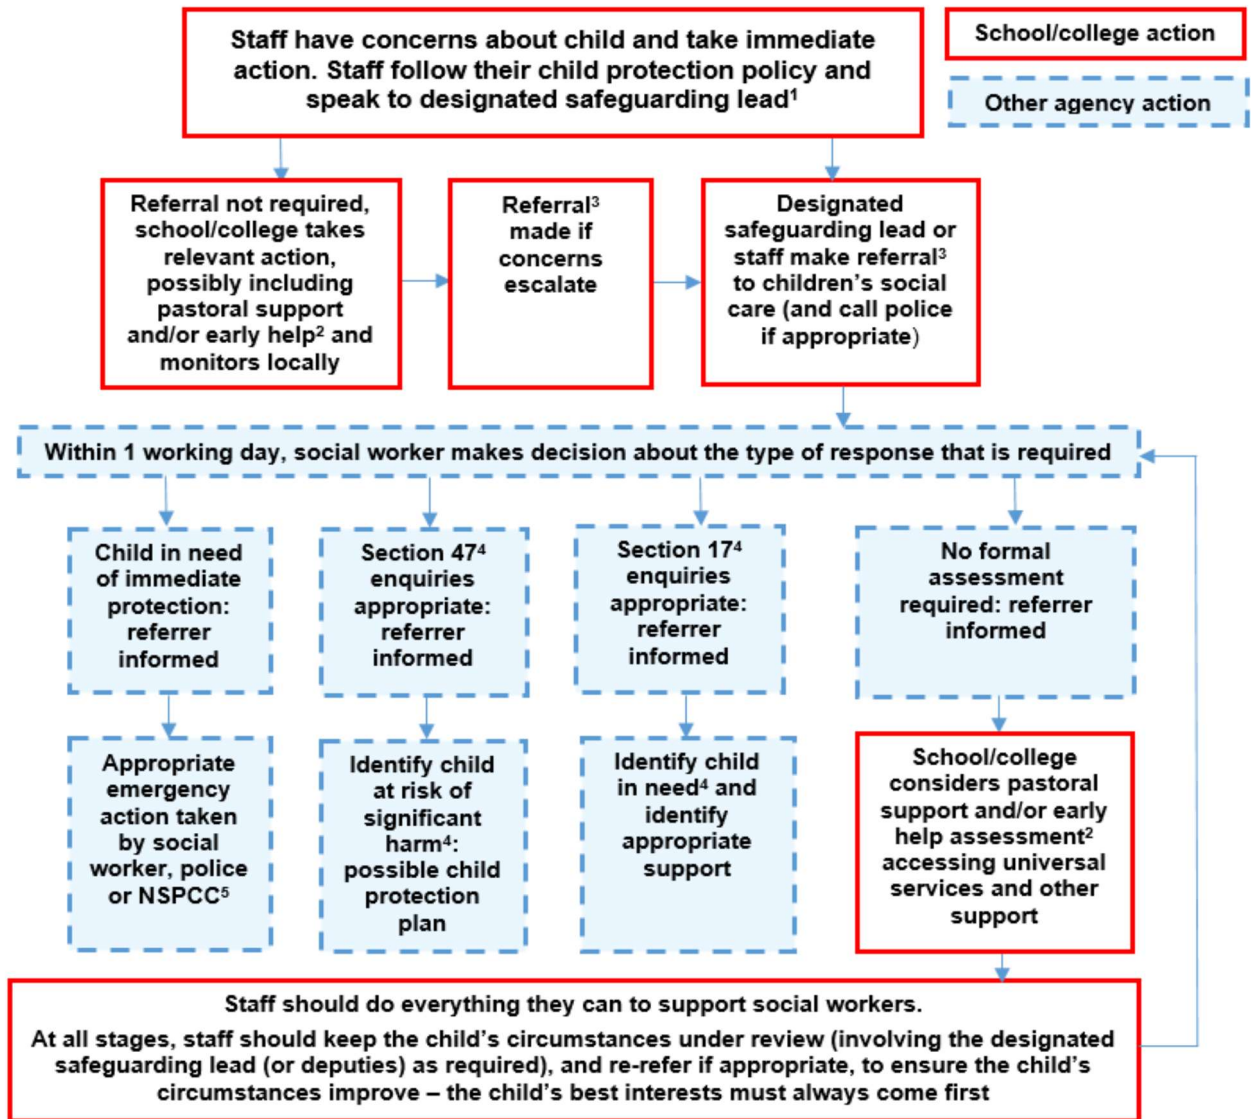 Staff have concerns about child and take immediate
action. Staff follow their child protection policy and
speak to designated safeguarding lead¹
School/college action
Other agency action
Referral not required,
school/college takes
relevant action,
possibly including
pastoral support
and/or early help² and
monitors locally
Referral³
made if
concerns
escalate
Designated
safeguarding lead or
staff make referral³
to children’s social
care (and call police
if appropriate)
Within 1 working day, social worker makes decision about the type of response that is required
Child in need
of immediate
protection:
referrer
informed
Section 47⁴
enquiries
appropriate:
referrer
informed
Section 17⁴
enquiries
appropriate:
referrer
informed
No formal
assessment
required: referrer
informed
Appropriate
emergency
action taken
by social
worker, police
or NSPCC⁵
Identify child
at risk of
significant
harm⁴:
possible child
protection
plan
Identify child
in need⁴ and
identify
appropriate
support
School/college
considers pastoral
support and/or early
help assessment²
accessing universal
services and other
support
Staff should do everything they can to support social workers.
At all stages, staff should keep the child’s circumstances under review (involving the designated
safeguarding lead (or deputies) as required), and re-refer if appropriate, to ensure the child’s
circumstances improve – the child’s best interests must always come first